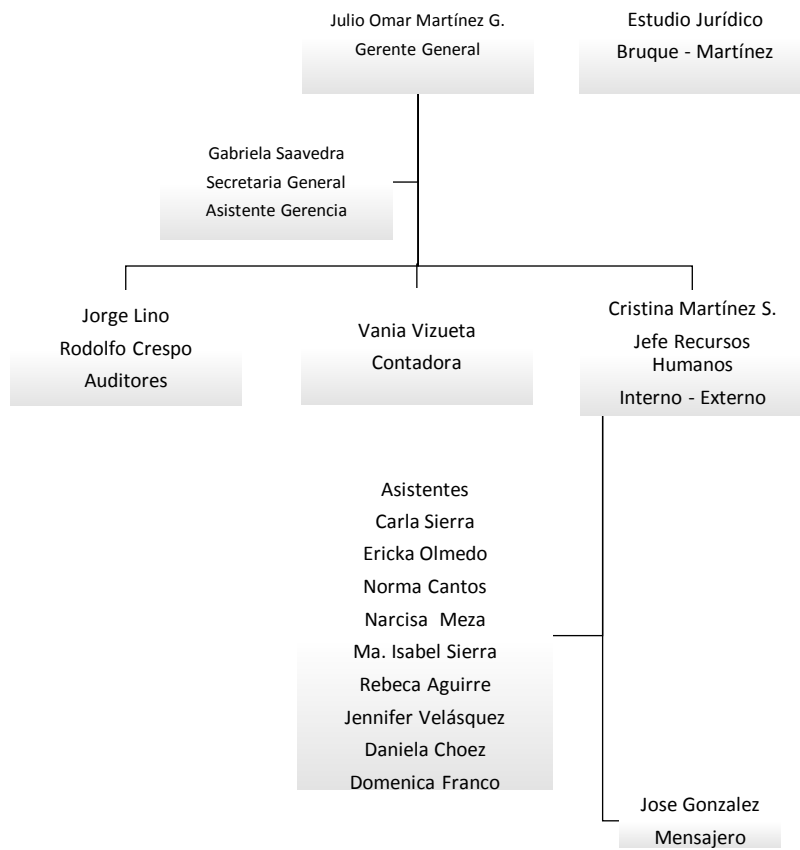 Julio Omar Martínez G.
Gerente General
Estudio Jurídico
Bruque - Martínez
Gabriela Saavedra
Secretaria General
Asistente Gerencia
Jorge Lino
Rodolfo Crespo
Auditores
Vania Vizueta
Contadora
Cristina Martínez S.
Jefe Recursos
Humanos
Interno - Externo
Asistentes
Carla Sierra
Ericka Olmedo
Norma Cantos
Narcisa Meza
Ma. Isabel Sierra
Rebeca Aguirre
Jennifer Velásquez
Daniela Choez
Domenica Franco
Jose Gonzalez
Mensajero